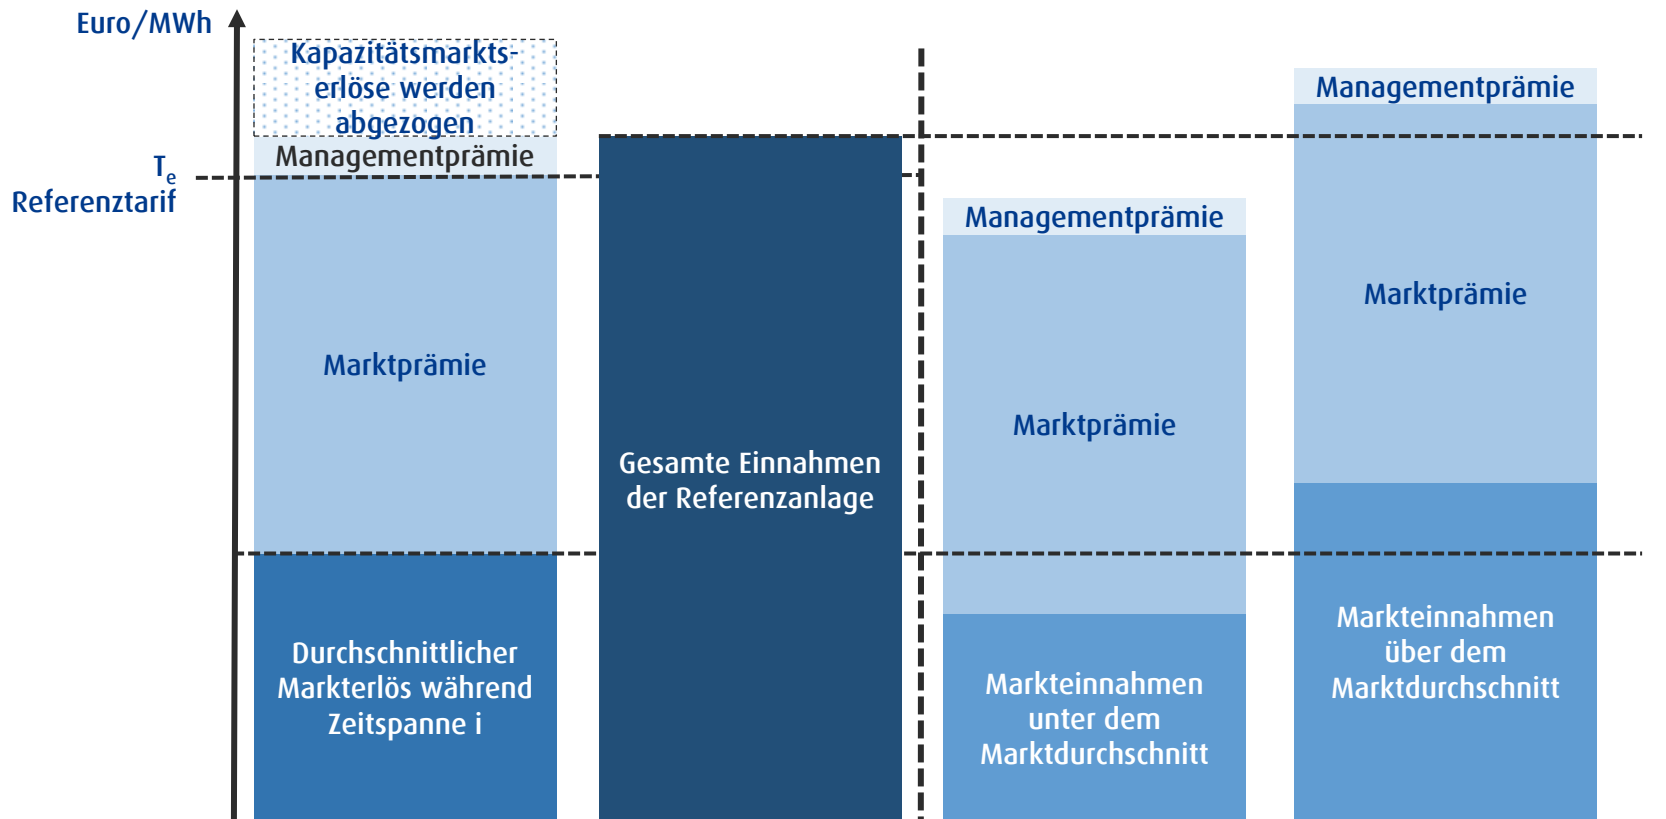 Euro/MWh
Kapazitätsmarkts-
erlöse werden
abgezogen
Managementprämie
Te
Referenztarif
Marktprämie
Durchschnittlicher
Markterlös während
Zeitspanne i
Gesamte Einnahmen
der Referenzanlage
Managementprämie
Marktprämie
Markteinnahmen
unter dem
Marktdurchschnitt
Managementprämie
Marktprämie
Markteinnahmen
über dem
Marktdurchschnitt